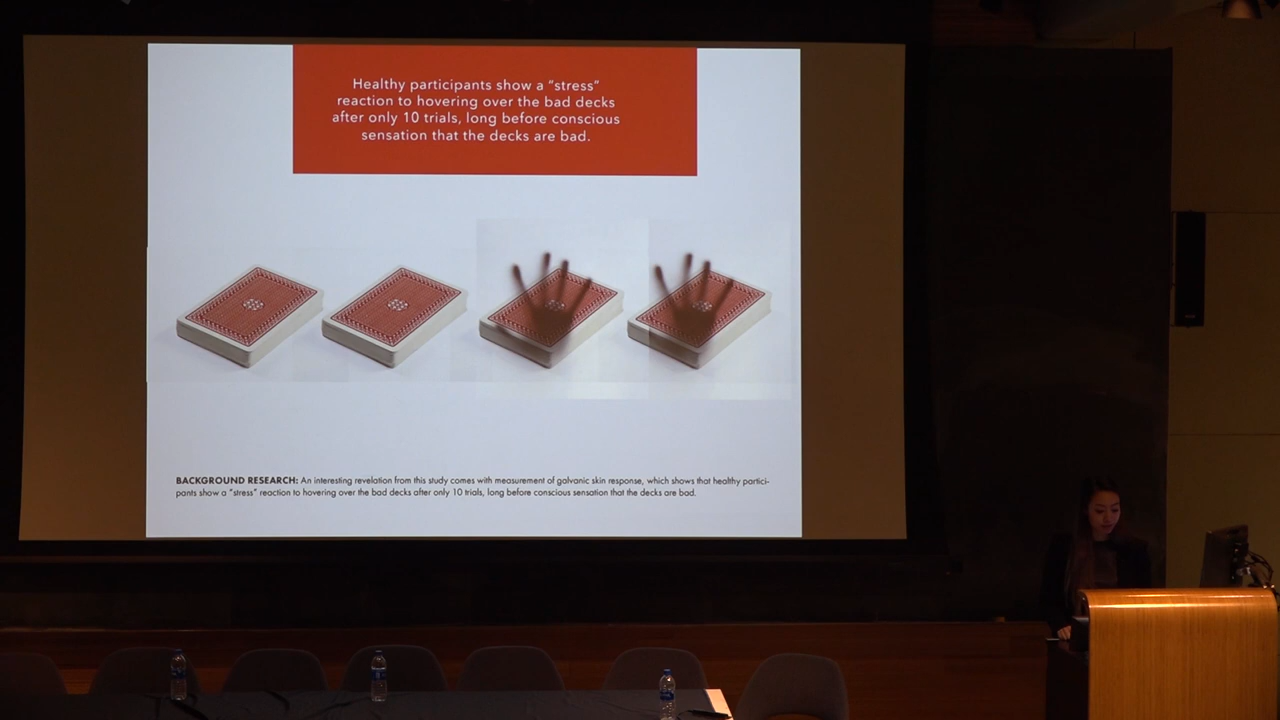 Healthy participants show a “stress”
reaction to hovering over the bad decks
after only 10 trials, long before conscious
sensation that the decks are bad.
BACKGROUND RESEARCH: An interesting revelation from this study comes with measurement of galvanic skin response, which shows that healthy partici-
pants show a “stress” reaction to hovering over the bad decks after only 10 trials, long before conscious sensation that the decks are bad.